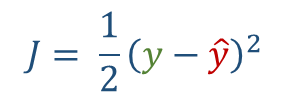 J = 1/2 (y − ŷ)²